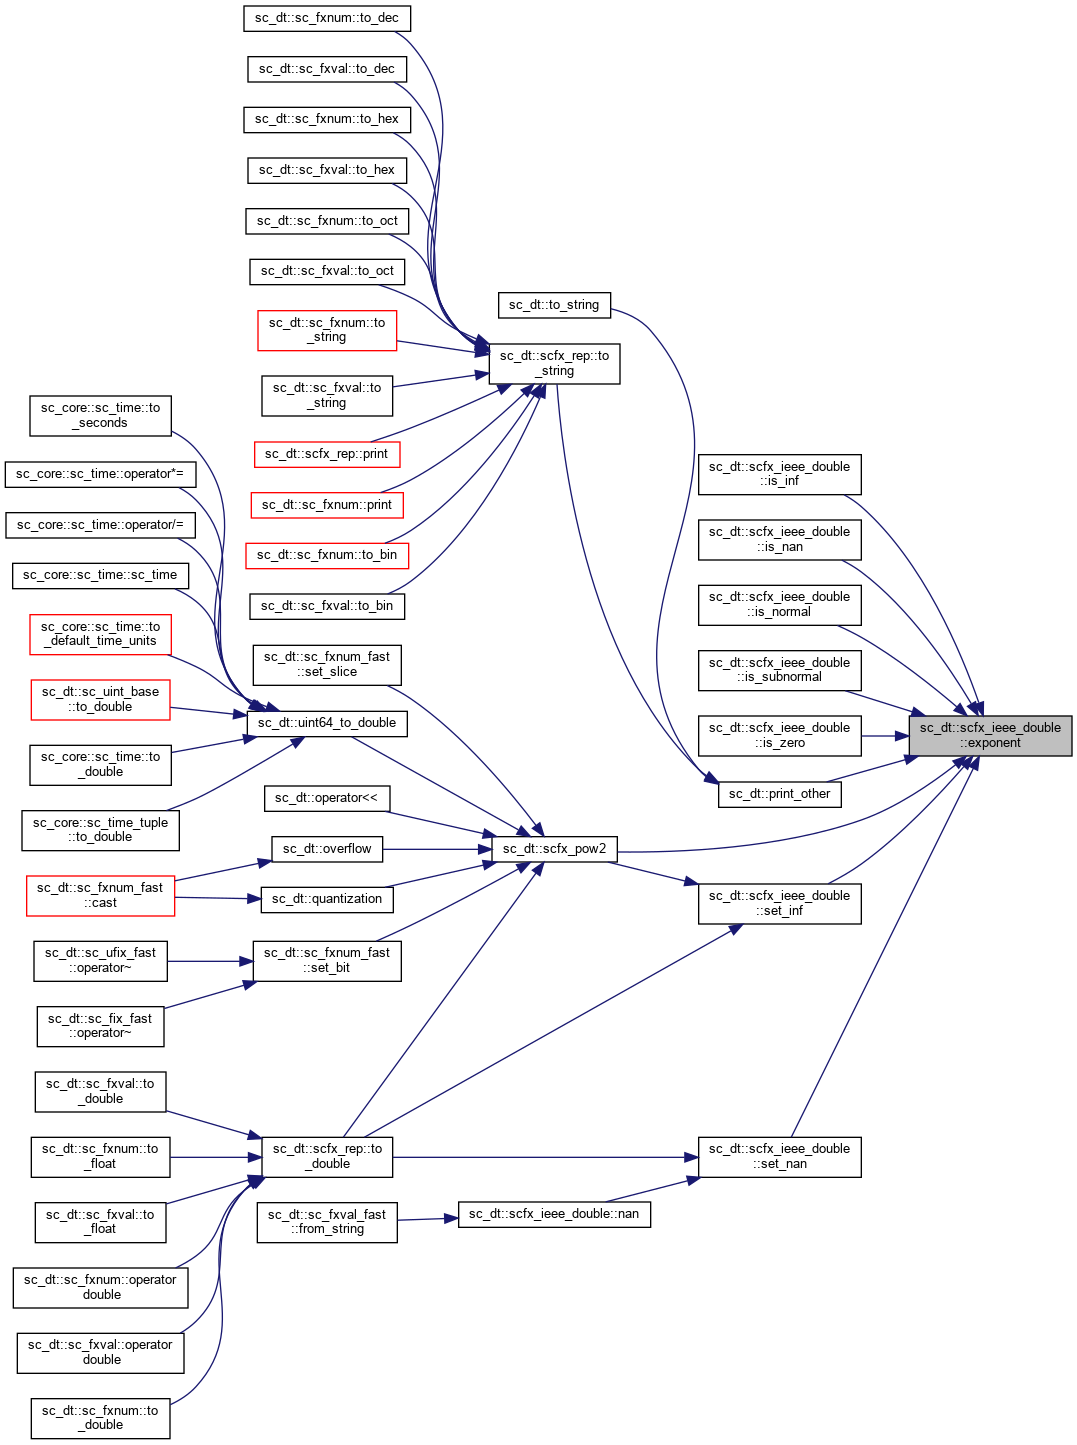 sc_dt::sc_fxnum::to_dec
sc_dt::sc_fxval::to_dec
sc_dt::sc_fxnum::to_hex
sc_dt::sc_fxval::to_hex
sc_dt::sc_fxnum::to_oct
sc_dt::sc_fxval::to_oct
sc_dt::sc_fxnum::to
_string
sc_dt::sc_fxval::to
_string
sc_dt::scfx_rep::print
sc_dt::sc_fxnum::print
sc_dt::sc_fxnum::to_bin
sc_dt::sc_fxval::to_bin
sc_dt::to_string
sc_dt::scfx_rep::to
_string
sc_core::sc_time::to
_seconds
sc_core::sc_time::operator*=
sc_core::sc_time::operator/=
sc_core::sc_time::sc_time
sc_core::sc_time::to
_default_time_units
sc_dt::sc_uint_base
::to_double
sc_core::sc_time::to
_double
sc_core::sc_time_tuple
::to_double
sc_dt::sc_fxnum_fast
::set_slice
sc_dt::uint64_to_double
sc_dt::operator<<
sc_dt::overflow
sc_dt::quantization
sc_dt::sc_fxnum_fast
::cast
sc_dt::sc_fxnum_fast
::set_bit
sc_dt::sc_ufix_fast
::operator~
sc_dt::sc_fix_fast
::operator~
sc_dt::scfx_pow2
sc_dt::scfx_ieee_double
::is_inf
sc_dt::scfx_ieee_double
::is_nan
sc_dt::scfx_ieee_double
::is_normal
sc_dt::scfx_ieee_double
::is_subnormal
sc_dt::scfx_ieee_double
::is_zero
sc_dt::print_other
sc_dt::scfx_ieee_double
::exponent
sc_dt::scfx_ieee_double
::set_inf
sc_dt::scfx_ieee_double
::set_nan
sc_dt::scfx_ieee_double::nan
sc_dt::sc_fxval_fast
::from_string
sc_dt::scfx_rep::to
_double
sc_dt::sc_fxval::to
_double
sc_dt::sc_fxnum::to
_float
sc_dt::sc_fxval::to
_float
sc_dt::sc_fxnum::operator
double
sc_dt::sc_fxval::operator
double
sc_dt::sc_fxnum::to
_double